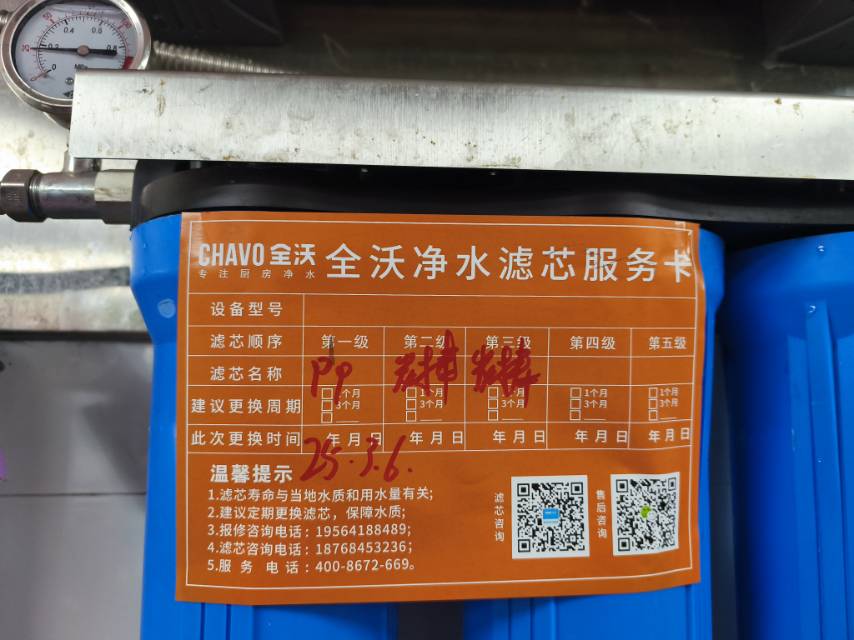 CHAVO 全沃 全沃净水滤芯服务卡
专注厨房净水
设备型号
滤芯顺序 第一级 第二级 第三级 第四级 第五级
滤芯名称 PP
建议更换周期 1个月 1个月 1个月 1个月 1个月
3个月 3个月 3个月 3个月 3个月
此次更换时间 年 月 日 年 月 日 年 月 日 年 月 日 年 月 日
25.3.6.
温馨提示
1.滤芯寿命与当地水质和用水量有关;
2.建议定期更换滤芯，保障水质;
3.报修咨询电话: 19564188489;
4.滤芯咨询电话: 18768453236;
5.服 务 电 话: 400-8672-669。
滤芯咨询
售后咨询